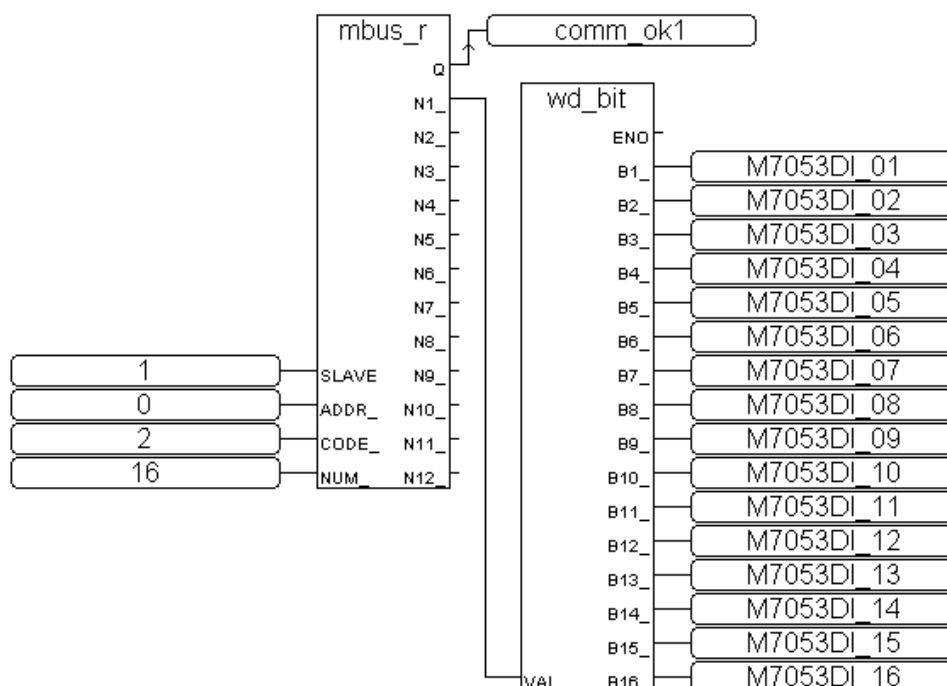 mbus_r
comm_ok1
Q
N1_
wd_bit
N2_
ENO
N3_
B1_ M7053DI_01
N4_
B2_ M7053DI_02
N5_
B3_ M7053DI_03
N6_
B4_ M7053DI_04
N7_
B5_ M7053DI_05
N8_
B6_ M7053DI_06
1 SLAVE N9_
B7_ M7053DI_07
0 ADDR_ N10_
B8_ M7053DI_08
2 CODE_ N11_
B9_ M7053DI_09
16 NUM_ N12_
B10_ M7053DI_10
B11_ M7053DI_11
B12_ M7053DI_12
B13_ M7053DI_13
B14_ M7053DI_14
B15_ M7053DI_15
VAL_ B16_ M7053DI_16